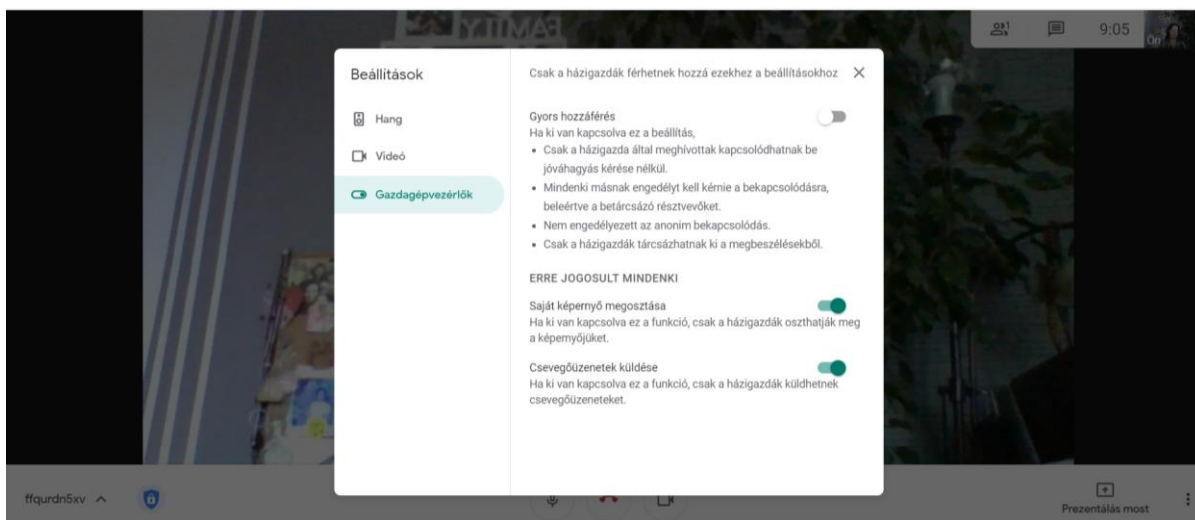 FAMILY
1
9:05
Ön
Beállítások
Csak a házigazdák férhetnek hozzá ezekhez a beállításokhoz
Hang
Videó
Gazdagépvezérlők
Gyors hozzáférés
Ha ki van kapcsolva ez a beállítás,
• Csak a házigazda által meghívottak kapcsolódhatnak be
jóváhagyás kérése nélkül.
• Mindenki másnak engedélyt kell kérnie a bekapcsolódásra,
beleértve a betárcsázó résztvevőket.
• Nem engedélyezett az anonim bekapcsolódás.
• Csak a házigazdák tárcsázhatnak ki a megbeszélésekből.
ERRE JOGOSULT MINDENKI
Saját képernyő megosztása
Ha ki van kapcsolva ez a funkció, csak a házigazdák oszthatják meg
a képernyőjüket.
Csevegőüzenetek küldése
Ha ki van kapcsolva ez a funkció, csak a házigazdák küldhetnek
csevegőüzeneteket.
ffqurdn5xv
Prezentálás most